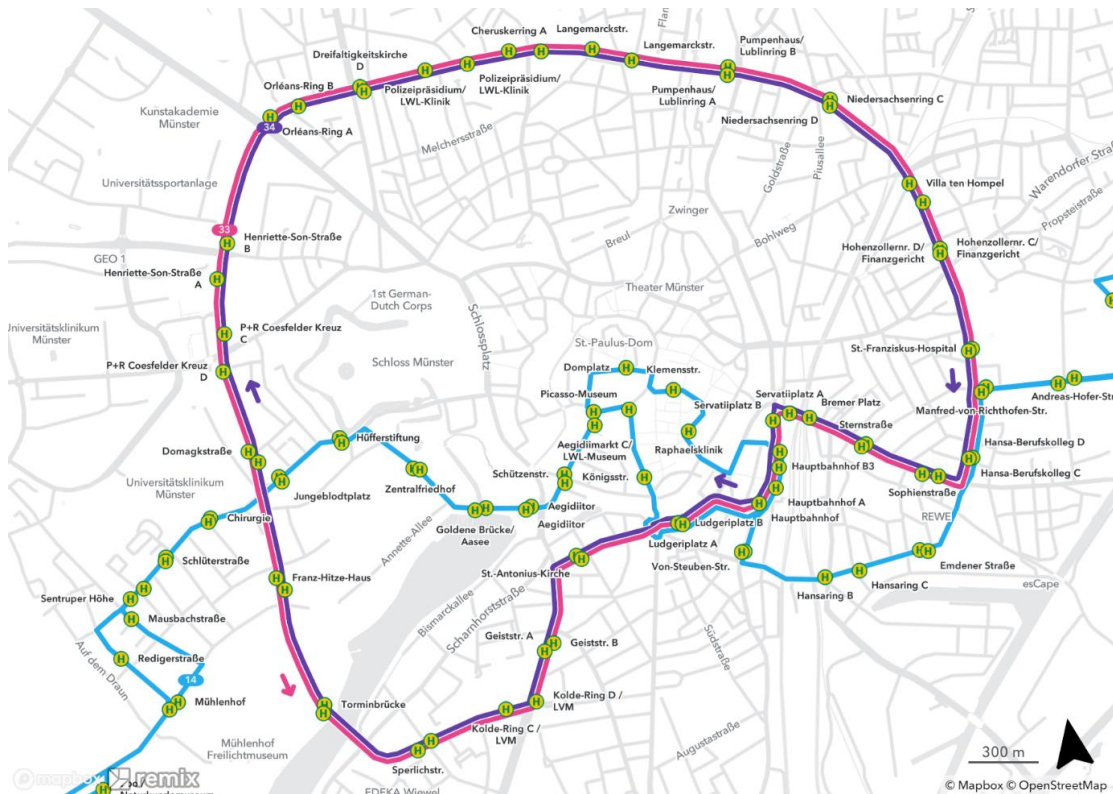 Cheruskerring A
Langemarckstr.
Dreifaltigkeitskirche
D
Langemarckstr.
Pumpenhaus/
Lublinring B
Orléans-Ring B
Polizeipräsidium/
LWL-Klinik
Polizeipräsidium/
LWL-Klinik
Pumpenhaus/
Lublinring A
Niedersachsenring C
Niedersachsenring D
Kunstakademie
Münster
34
Orléans-Ring A
Melchersstraße
Goldstraße
Piusallee
Warendorfer Straß
Propsteistraße
Universitätssportanlage
Villa ten Hompel
Zwinger
33
Henriette-Son-Straße
B
Breul
Bohlweg
Hohenzollernr. D/
Finanzgericht
Hohenzollernr. C/
Finanzgericht
GEO 1
Henriette-Son-Straße
A
1st German-
Dutch Corps
Schlossplatz
Theater Münster
Universitätsklinikum
Münster
P+R Coesfelder Kreuz
C
St.-Paulus-Dom
St.-Franziskus-Hospital
P+R Coesfelder Kreuz
D
Schloss Münster
Domplatz
Klemensstr.
Picasso-Museum
Servatiiplatz B
Servatiiplatz A
Bremer Platz
Manfred-von-Richthofen-Str.
Andreas-Hofer-Str
Sternstraße
Hüfferstiftung
Aegidiimarkt C/
LWL-Museum
Raphaelsklinik
Hansa-Berufskolleg D
Domagkstraße
Schützenstr.
Königsstr.
Hauptbahnhof B3
Hansa-Berufskolleg C
Universitätsklinikum
Münster
Jungeblodtplatz
Zentralfriedhof
Sophienstraße
Aegidiitor
Hauptbahnhof A
Hauptbahnhof
REWE
Chirurgie
Goldene Brücke/
Aasee
Aegidiitor
Ludgeriplatz B
Ludgeriplatz A
Annette-Allee
Schlüterstraße
Von-Steuben-Str.
Emdener Straße
Franz-Hitze-Haus
St.-Antonius-Kirche
Hansaring C
Hansaring B
esCape
Sentruper Höhe
Bismarckallee
Scharnhorststraße
Mausbachstraße
Geiststr. A
Geiststr. B
Südstraße
Auf dem Draun
Redigerstraße
14
Mühlenhof
Torminbrücke
Kolde-Ring D /
LVM
Kolde-Ring C /
LVM
Augustastraße
Mühlenhof
Freilichtmuseum
300 m
Sperlichstr.
mapbox
remix
EDEKA Wiewel
© Mapbox © OpenStreetMap